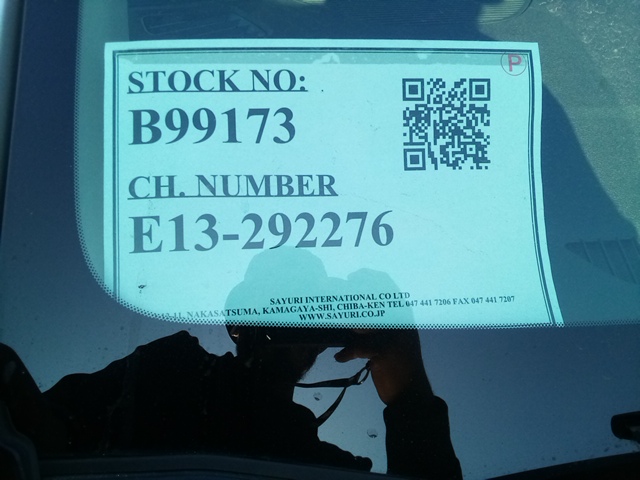 P
STOCK NO:
B99173
CH. NUMBER
E13-292276
SAYURI INTERNATIONAL CO LTD
NAKASATSUMA, KAMAGAYA-SHI, CHIBA-KEN TEL 047 441 7206 FAX 047 441 7207
WWW.SAYURI.CO.JP